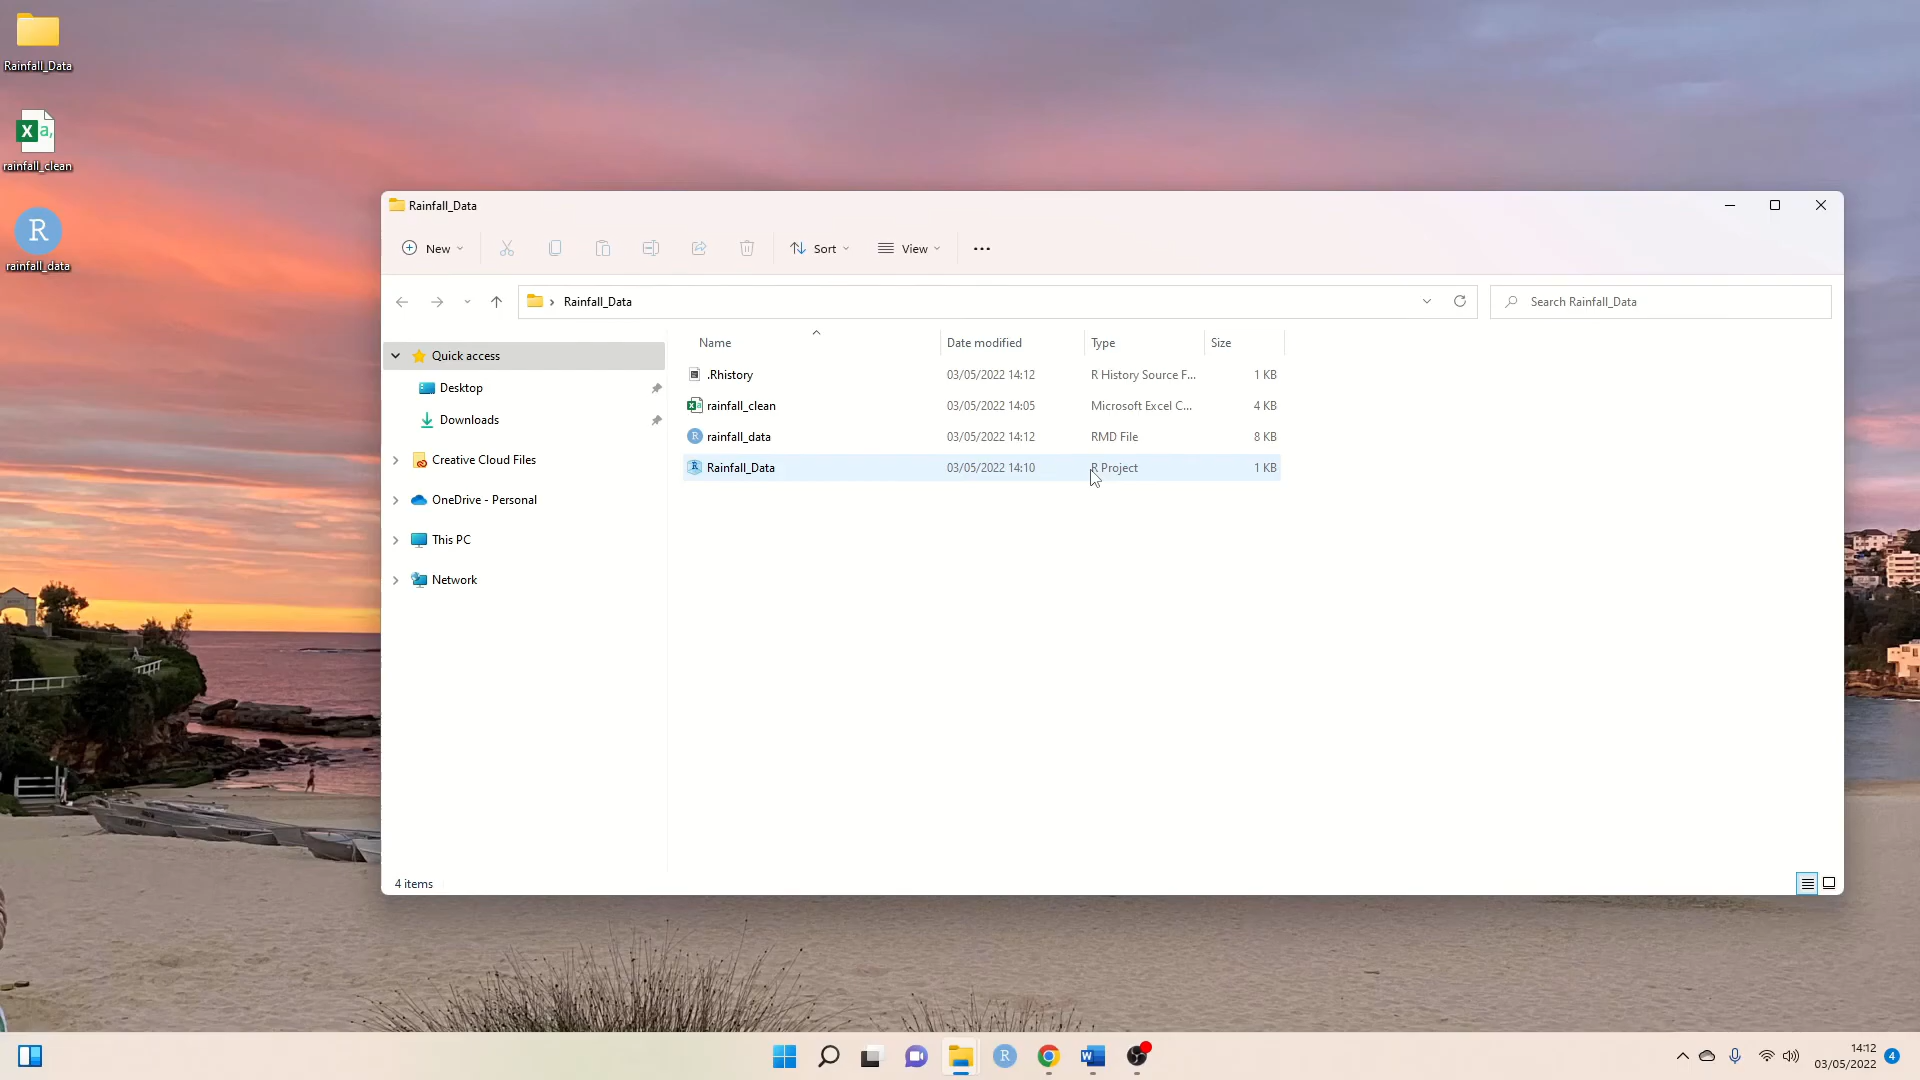 Rainfall_Data
rainfall_clean
rainfall_data
Rainfall_Data
New
Sort
View
Rainfall_Data
Search Rainfall_Data
Quick access
Desktop
Downloads
Creative Cloud Files
OneDrive - Personal
This PC
Network
Name Date modified Type Size
.Rhistory 03/05/2022 14:12 R History Source F... 1 KB
rainfall_clean 03/05/2022 14:05 Microsoft Excel C... 4 KB
rainfall_data 03/05/2022 14:12 RMD File 8 KB
Rainfall_Data 03/05/2022 14:10 R Project 1 KB
4 items
14:12
03/05/2022
4